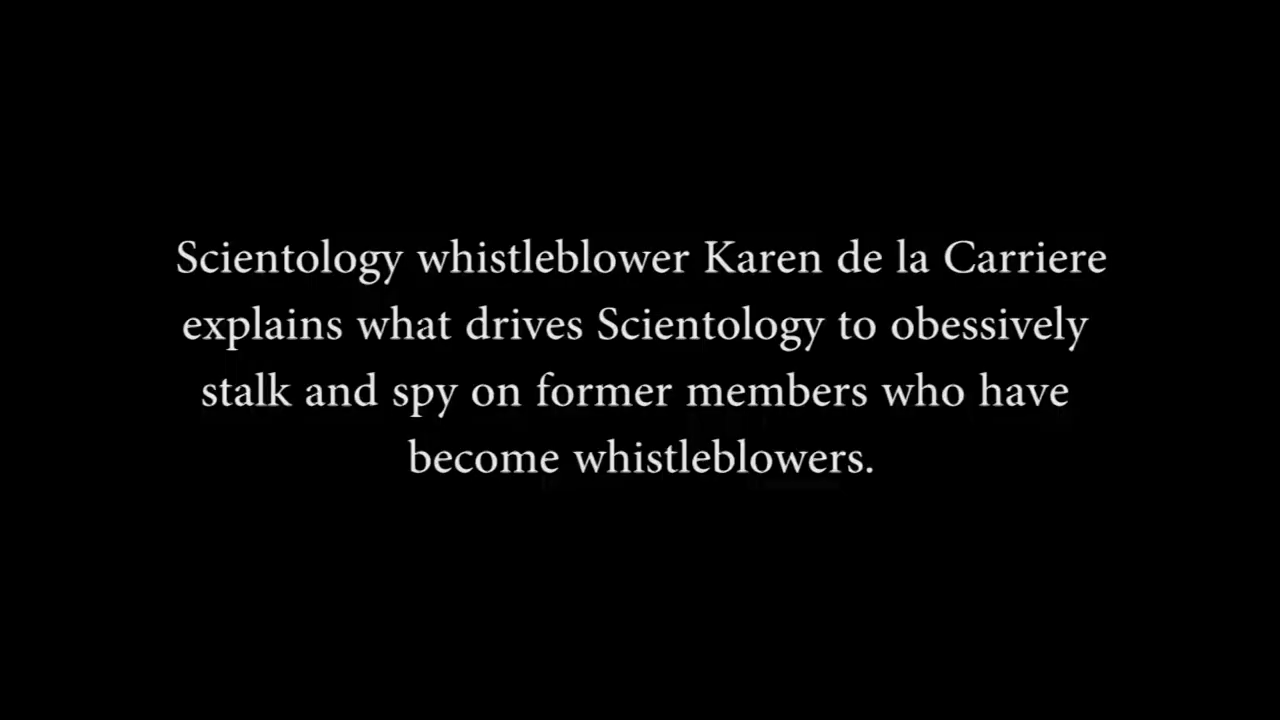 Scientology whistleblower Karen de la Carriere
explains what drives Scientology to obessively
stalk and spy on former members who have
become whistleblowers.